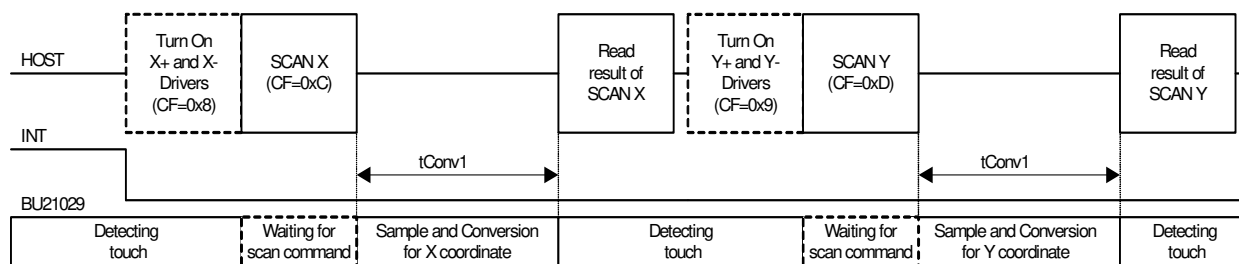 HOST
Turn On
X+ and X-
Drivers
(CF=0x8)
SCAN X
(CF=0xC)
Read
result of
SCAN X
Turn On
Y+ and Y-
Drivers
(CF=0x9)
SCAN Y
(CF=0xD)
Read
result of
SCAN Y
INT
tConv1
tConv1
BU21029
Detecting
touch
Waiting for
scan command
Sample and Conversion
for X coordinate
Detecting
touch
Waiting for
scan command
Sample and Conversion
for Y coordinate
Detecting
touch